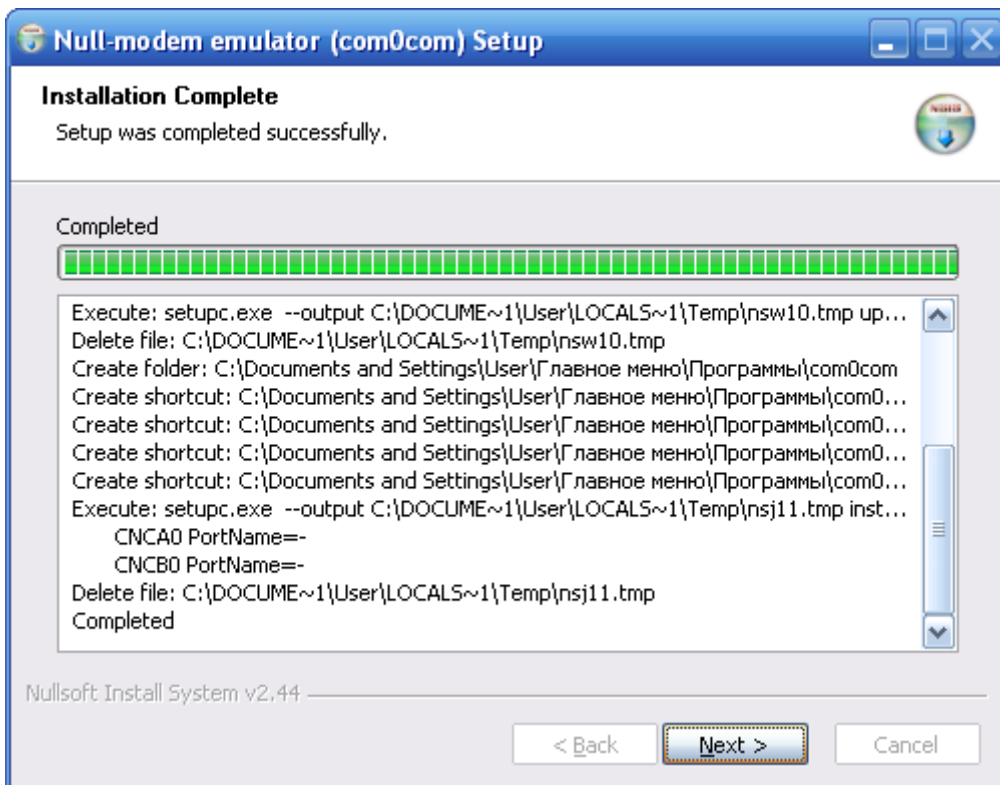 Null-modem emulator (com0com) Setup
Installation Complete
Setup was completed successfully.
Completed
Execute: setupc.exe  --output C:\DOCUME~1\User\LOCALS~1\Temp\nsw10.tmp up...
Delete file: C:\DOCUME~1\User\LOCALS~1\Temp\nsw10.tmp
Create folder: C:\Documents and Settings\User\Главное меню\Программы\com0com
Create shortcut: C:\Documents and Settings\User\Главное меню\Программы\com0...
Create shortcut: C:\Documents and Settings\User\Главное меню\Программы\com0...
Create shortcut: C:\Documents and Settings\User\Главное меню\Программы\com0...
Create shortcut: C:\Documents and Settings\User\Главное меню\Программы\com0...
Execute: setupc.exe  --output C:\DOCUME~1\User\LOCALS~1\Temp\nsj11.tmp inst...
CNCA0 PortName=-
CNCB0 PortName=-
Delete file: C:\DOCUME~1\User\LOCALS~1\Temp\nsj11.tmp
Completed
Nullsoft Install System v2.44
< Back
Next >
Cancel